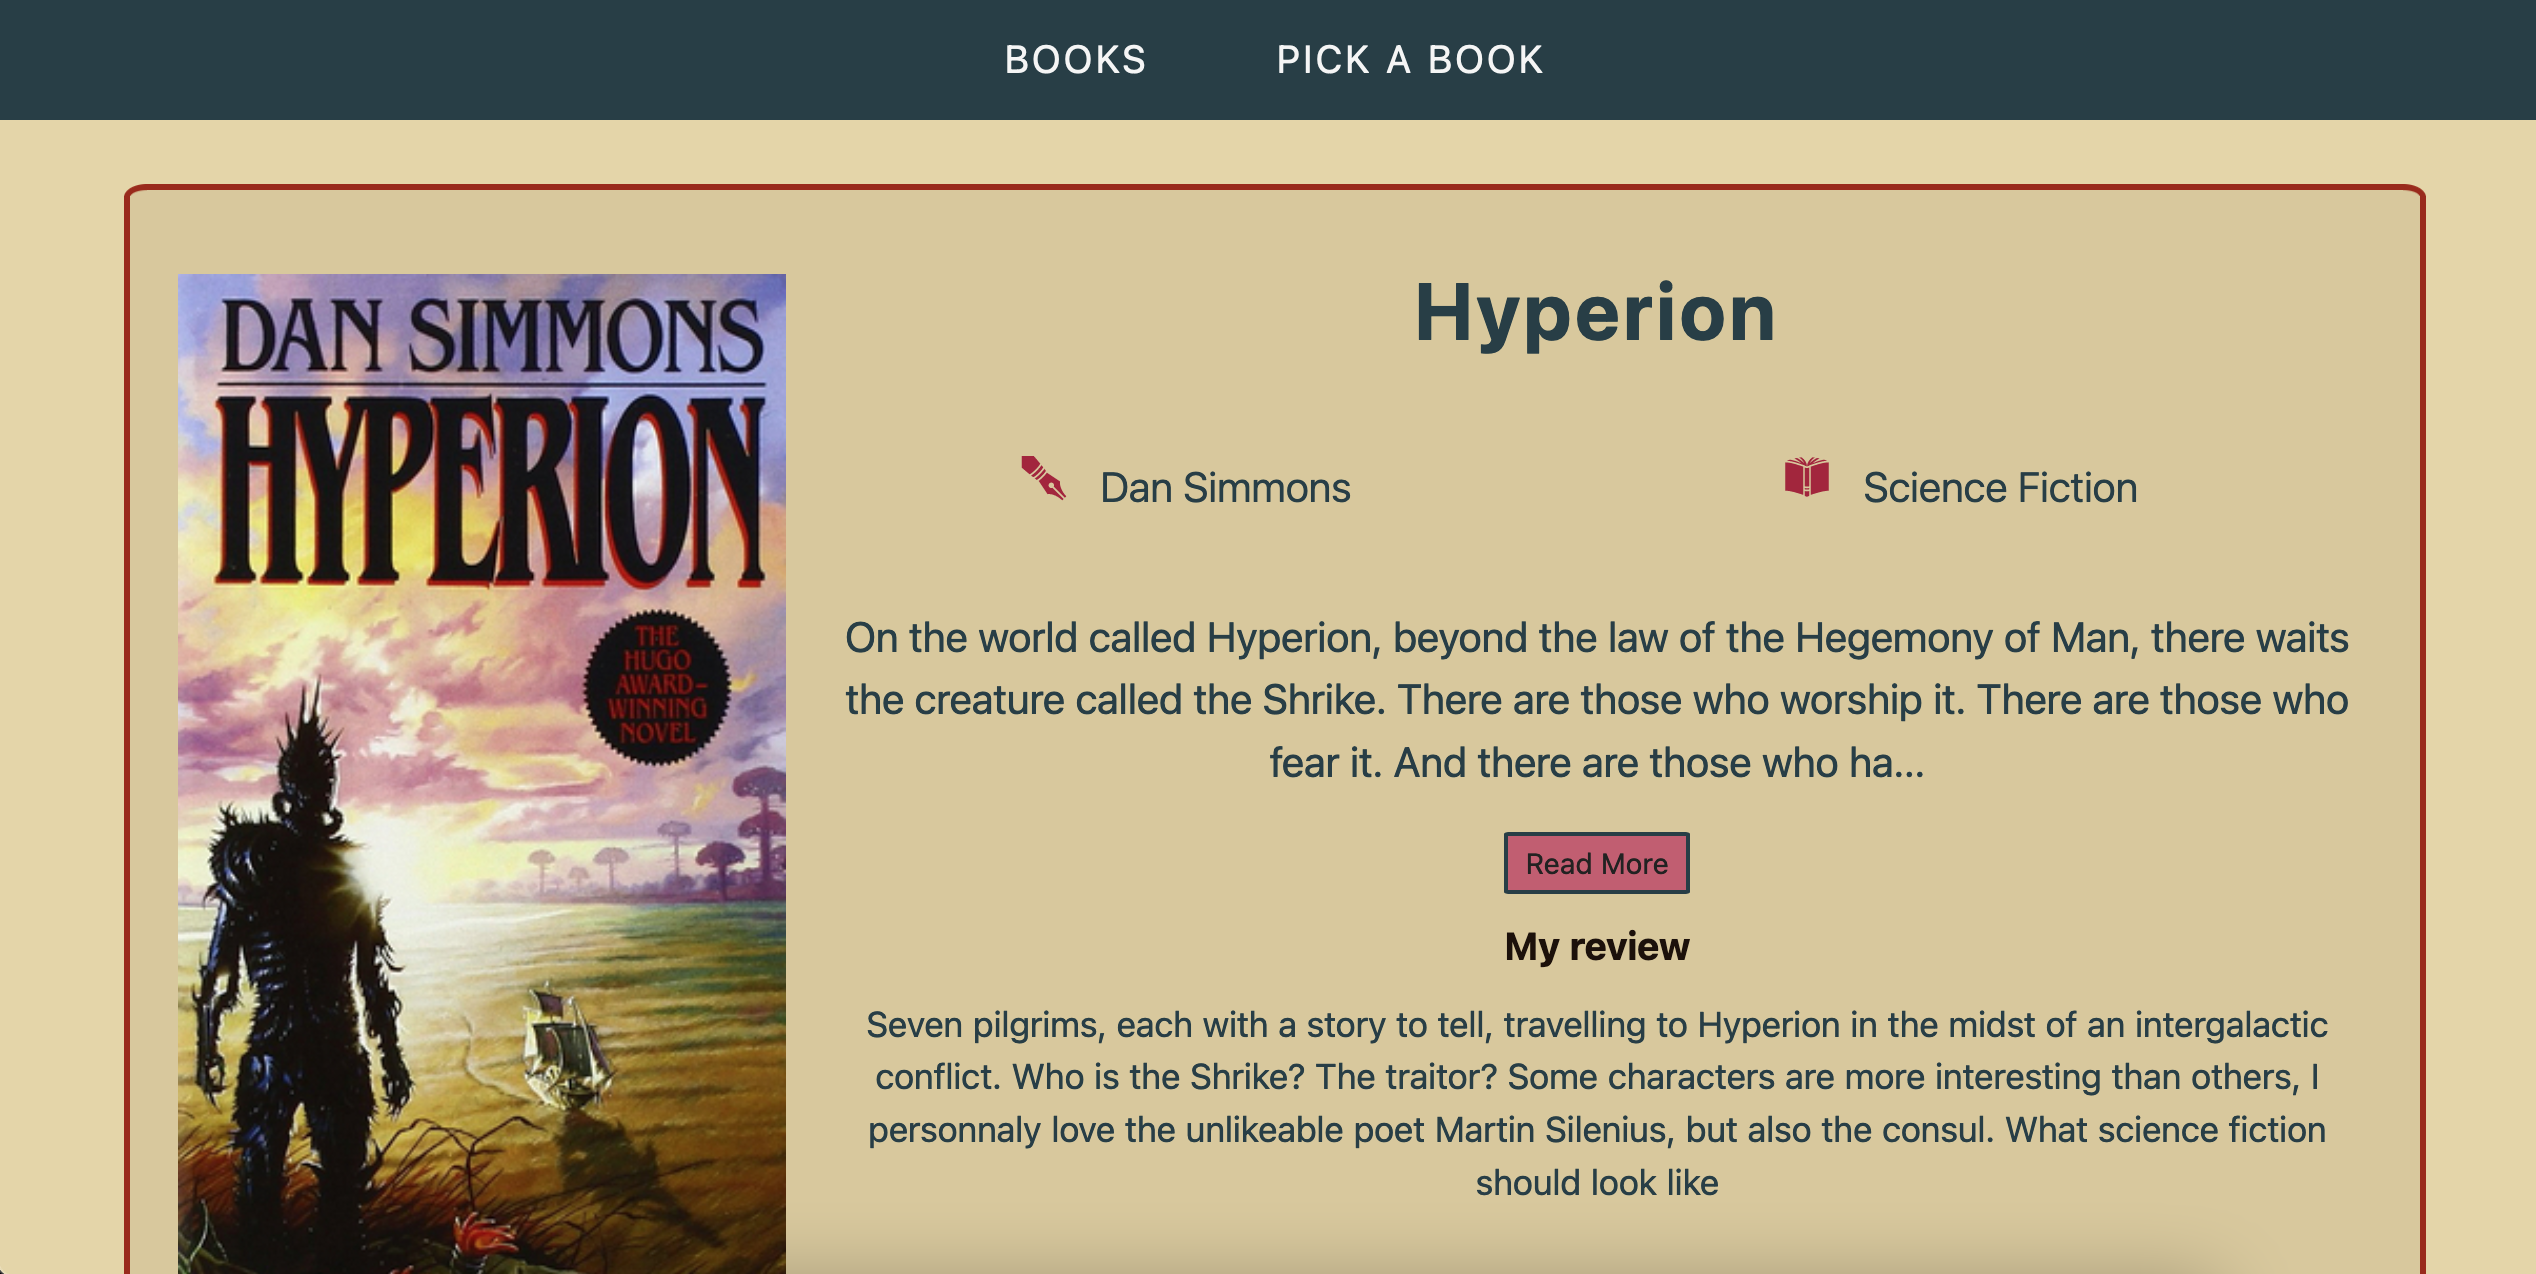 BOOKS PICK A BOOK
DAN SIMMONS
HYPERION
THE
HUGO
AWARD-
WINNING
NOVEL
Hyperion
Dan Simmons
Science Fiction
On the world called Hyperion, beyond the law of the Hegemony of Man, there waits
the creature called the Shrike. There are those who worship it. There are those who
fear it. And there are those who ha...
Read More
My review
Seven pilgrims, each with a story to tell, travelling to Hyperion in the midst of an intergalactic
conflict. Who is the Shrike? The traitor? Some characters are more interesting than others, I
personnaly love the unlikeable poet Martin Silenius, but also the consul. What science fiction
should look like